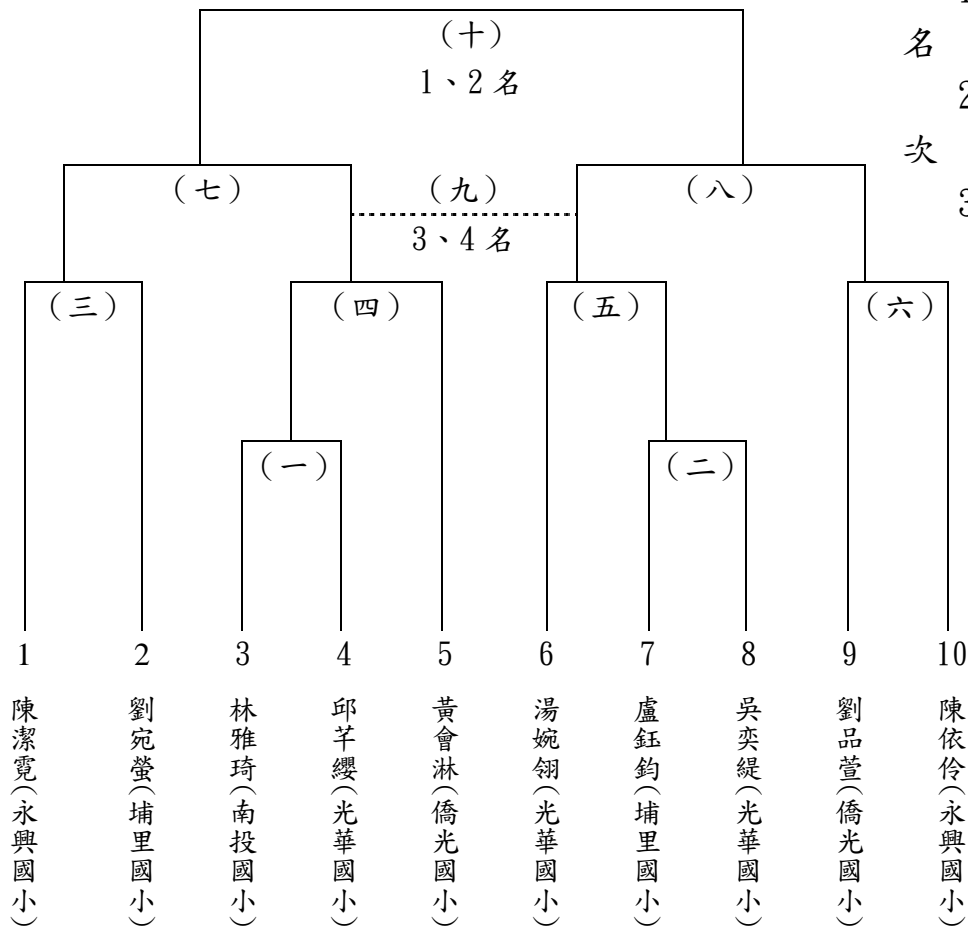 1
名
2
次
3
（十）
1、2名
（七）
（九）
（八）
3、4名
（三）
（四）
（五）
（六）
（一）
（二）
1
2
3
4
5
6
7
8
9
10
陳潔霓（永興國小）
劉宛螢（埔里國小）
林雅琦（南投國小）
邱芊纓（光華國小）
黃會淋（僑光國小）
湯婉翎（光華國小）
盧鈺鈞（埔里國小）
吳奕緹（光華國小）
劉品萱（僑光國小）
陳依伶（永興國小）